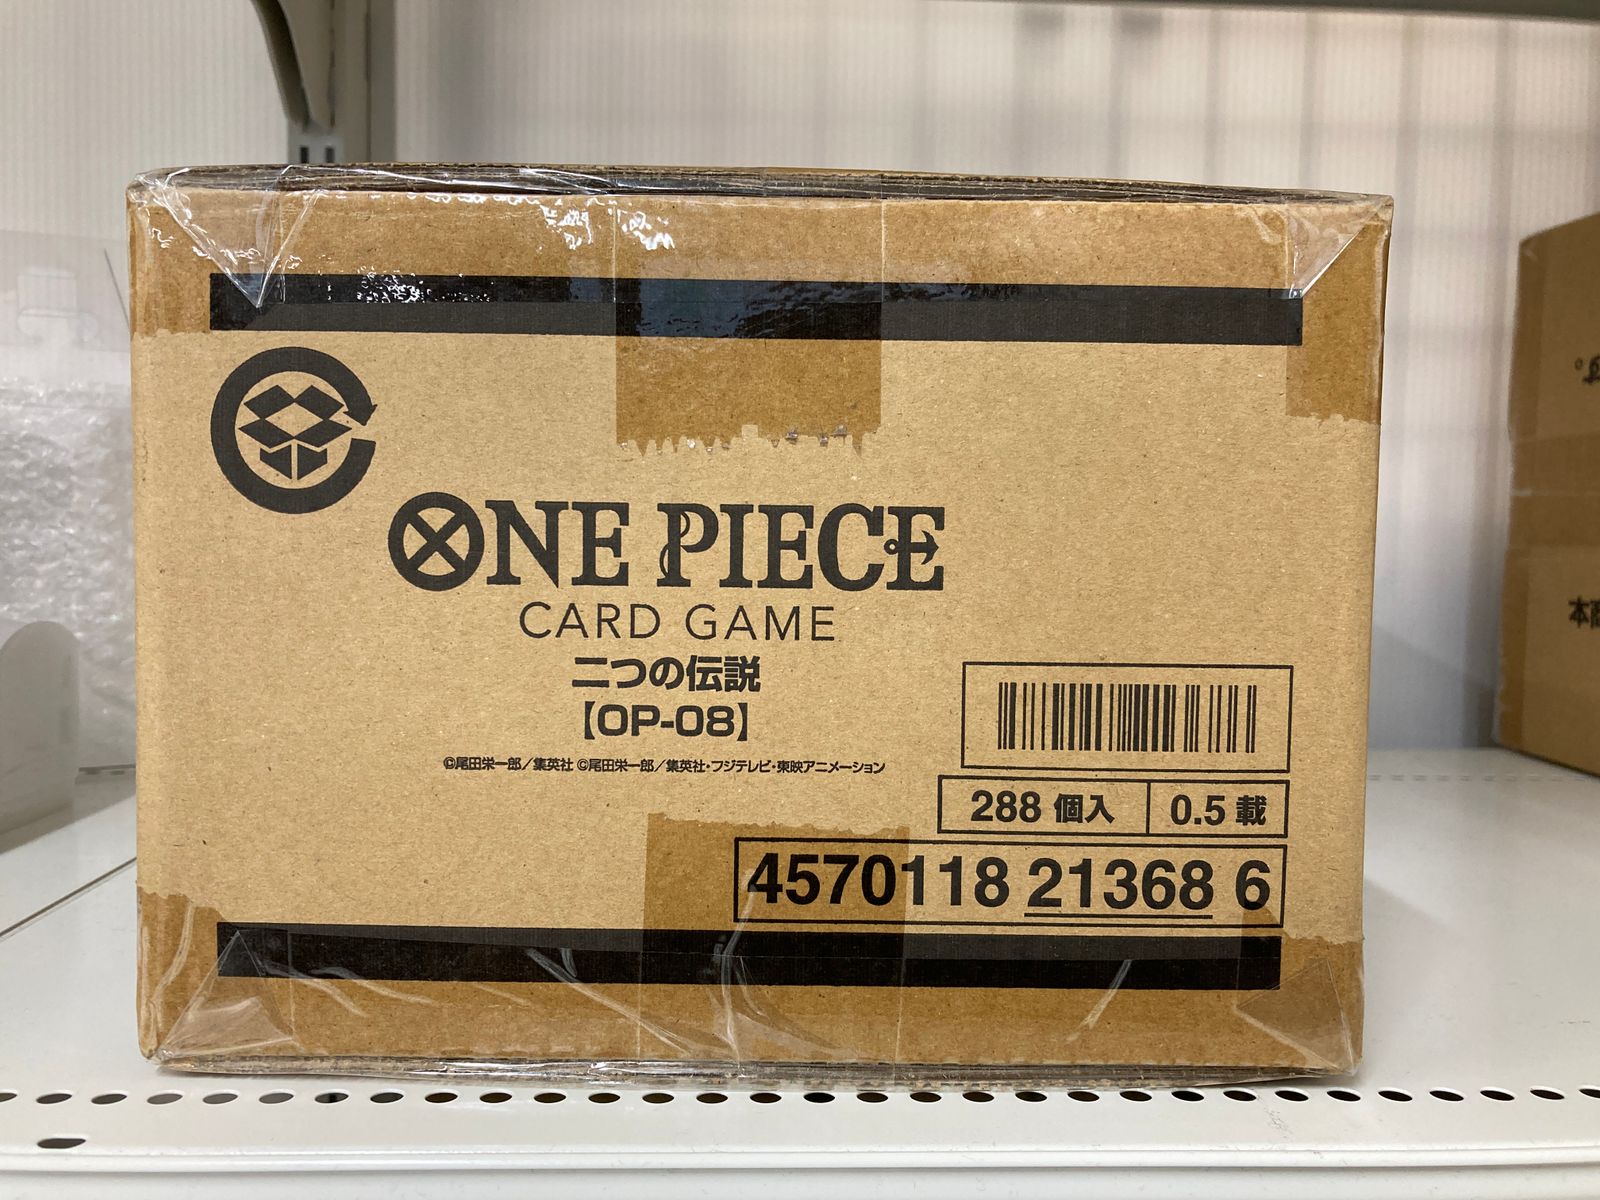 ONE PIECE
CARD GAME
二つの伝説
【OP-08】
©尾田栄一郎／集英社 ©尾田栄一郎／集英社・フジテレビ・東映アニメーション
288 個入
0.5 載
4570118 21368 6
本商